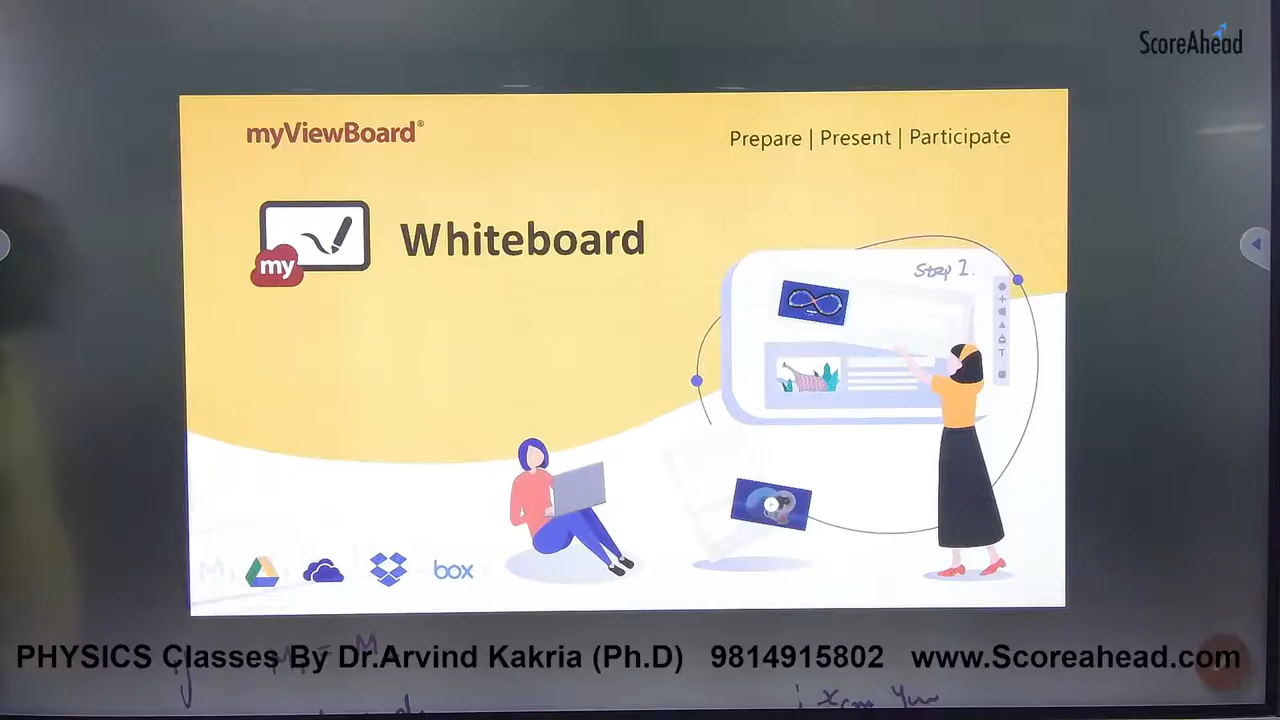 ScoreAhead
myViewBoard®
Prepare | Present | Participate
Whiteboard
my
Step 1.
T
box
M
PHYSICS Classes By Dr.Arvind Kakria (Ph.D) 9814915802 www.Scoreahead.com